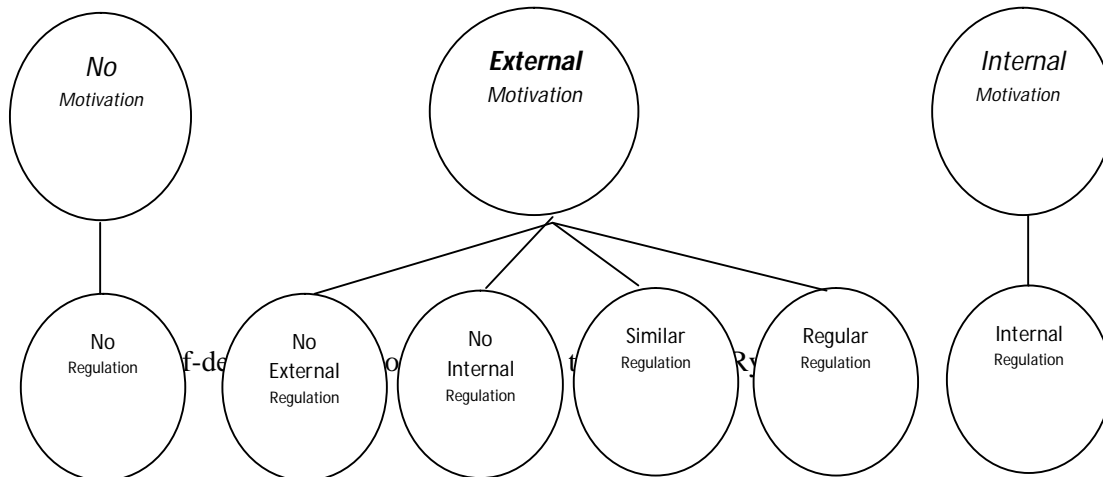 No
Motivation
External
Motivation
Internal
Motivation
No
Regulation
No
External
Regulation
No
Internal
Regulation
Similar
Regulation
Regular
Regulation
Internal
Regulation